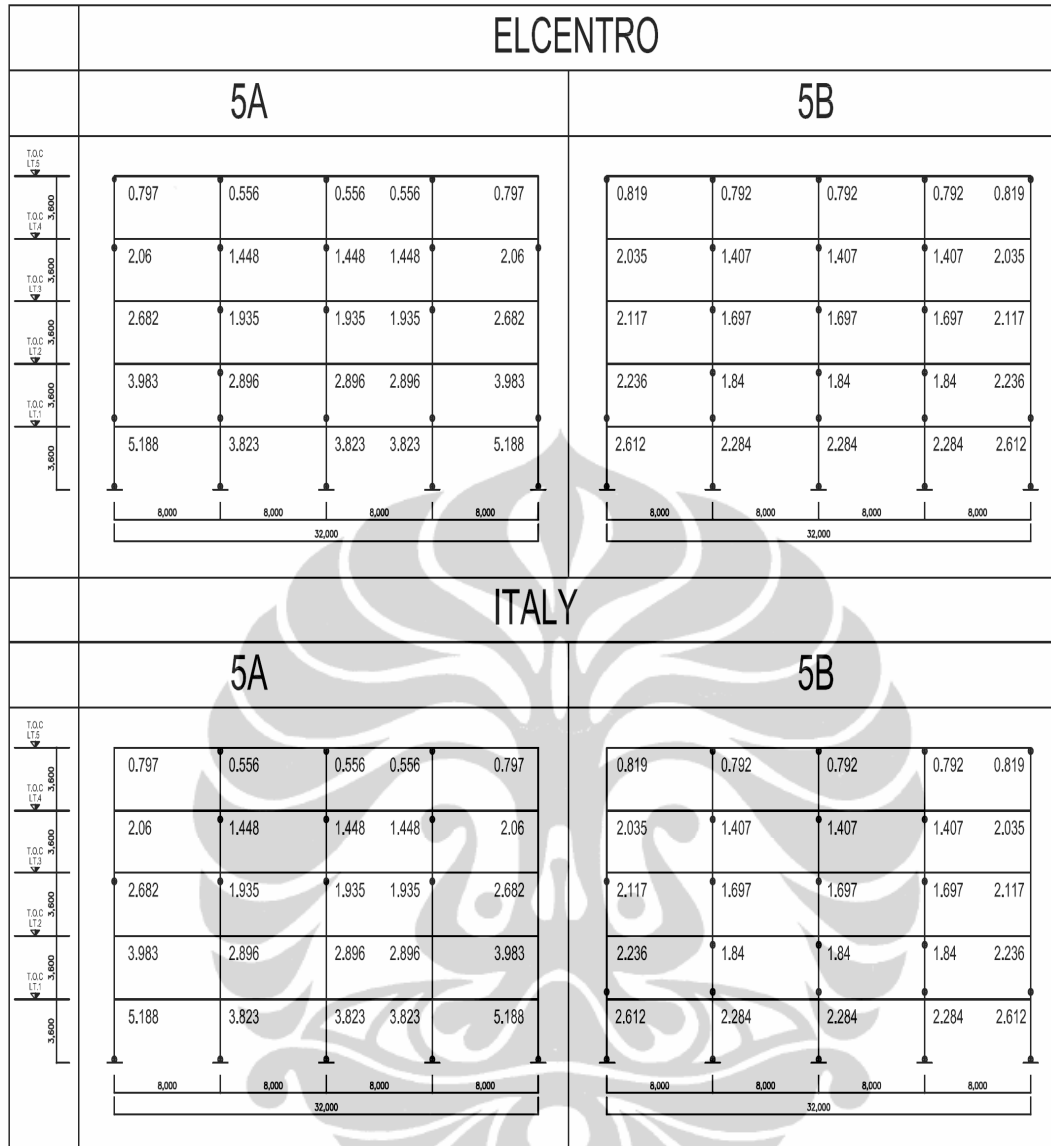 ELCENTRO
5A 5B
T.O.C
LT.5
0.797 0.556 0.556 0.556 0.797 0.819 0.792 0.792 0.792 0.819
3,600
T.O.C
LT.4
2.06 1.448 1.448 1.448 2.06 2.035 1.407 1.407 1.407 2.035
3,600
T.O.C
LT.3
2.682 1.935 1.935 1.935 2.682 2.117 1.697 1.697 1.697 2.117
3,600
T.O.C
LT.2
3.983 2.896 2.896 2.896 3.983 2.236 1.84 1.84 1.84 2.236
3,600
T.O.C
LT.1
5.188 3.823 3.823 3.823 5.188 2.612 2.284 2.284 2.284 2.612
3,600
8,000 8,000 8,000 8,000 8,000 8,000 8,000 8,000
32,000 32,000
ITALY
5A 5B
T.O.C
LT.5
0.797 0.556 0.556 0.556 0.797 0.819 0.792 0.792 0.792 0.819
3,600
T.O.C
LT.4
2.06 1.448 1.448 1.448 2.06 2.035 1.407 1.407 1.407 2.035
3,600
T.O.C
LT.3
2.682 1.935 1.935 1.935 2.682 2.117 1.697 1.697 1.697 2.117
3,600
T.O.C
LT.2
3.983 2.896 2.896 2.896 3.983 2.236 1.84 1.84 1.84 2.236
3,600
T.O.C
LT.1
5.188 3.823 3.823 3.823 5.188 2.612 2.284 2.284 2.284 2.612
3,600
8,000 8,000 8,000 8,000 8,000 8,000 8,000 8,000
32,000 32,000